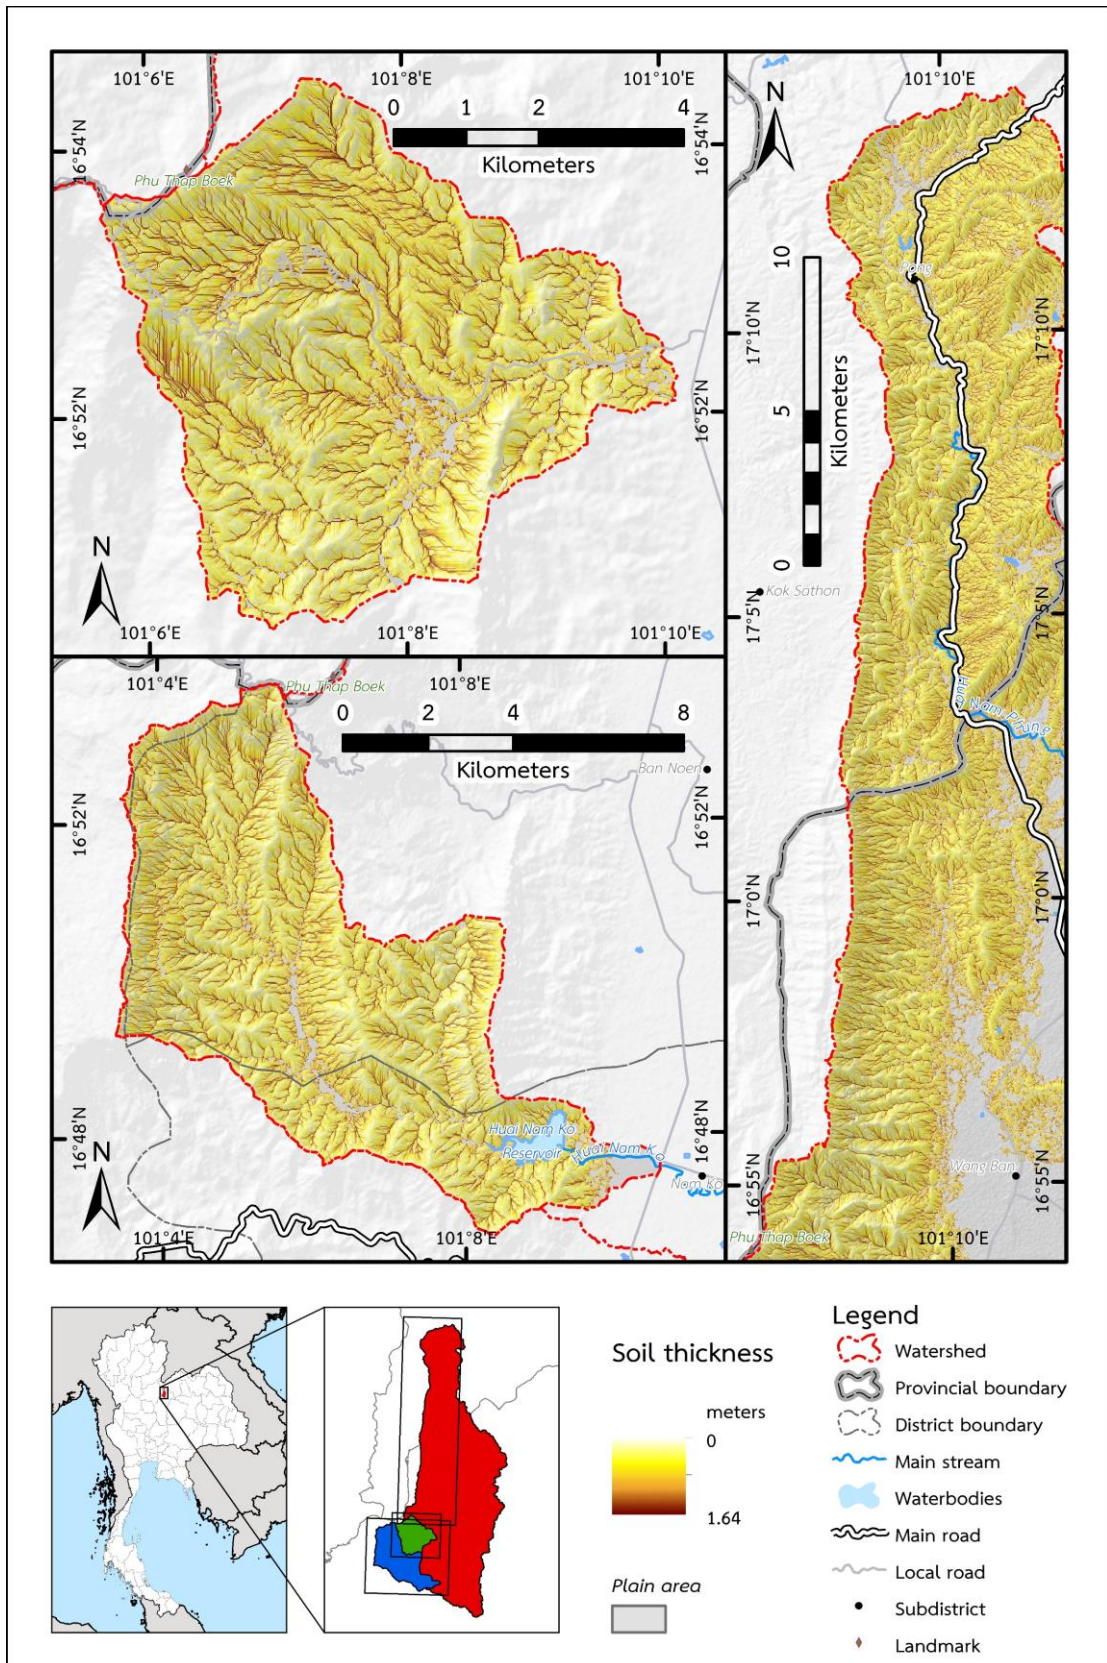 101°6'E
101°8'E
101°10'E
0 1 2 4
Kilometers
16°54'N
16°54'N
Phu Thap Boek
16°52'N
16°52'N
N
101°6'E
101°8'E
101°10'E
101°4'E
101°8'E
Phu Thap Boek
0 2 4 8
Kilometers
Ban Noen
16°52'N
16°52'N
16°48'N
16°48'N
Huai Nam Ko
Reservoir
Huai Nam Ko
Nam Ko
N
101°4'E
101°8'E
101°10'E
N
10
5
0
Kilometers
Pong
17°10'N
17°10'N
Kok Sathon
17°5'N
17°5'N
Nam Phung
17°0'N
17°0'N
Wang Ban
16°55'N
16°55'N
Phu Thap Boek
101°10'E
Soil thickness
meters
0
1.64
Plain area
Legend
Watershed
Provincial boundary
District boundary
Main stream
Waterbodies
Main road
Local road
Subdistrict
Landmark